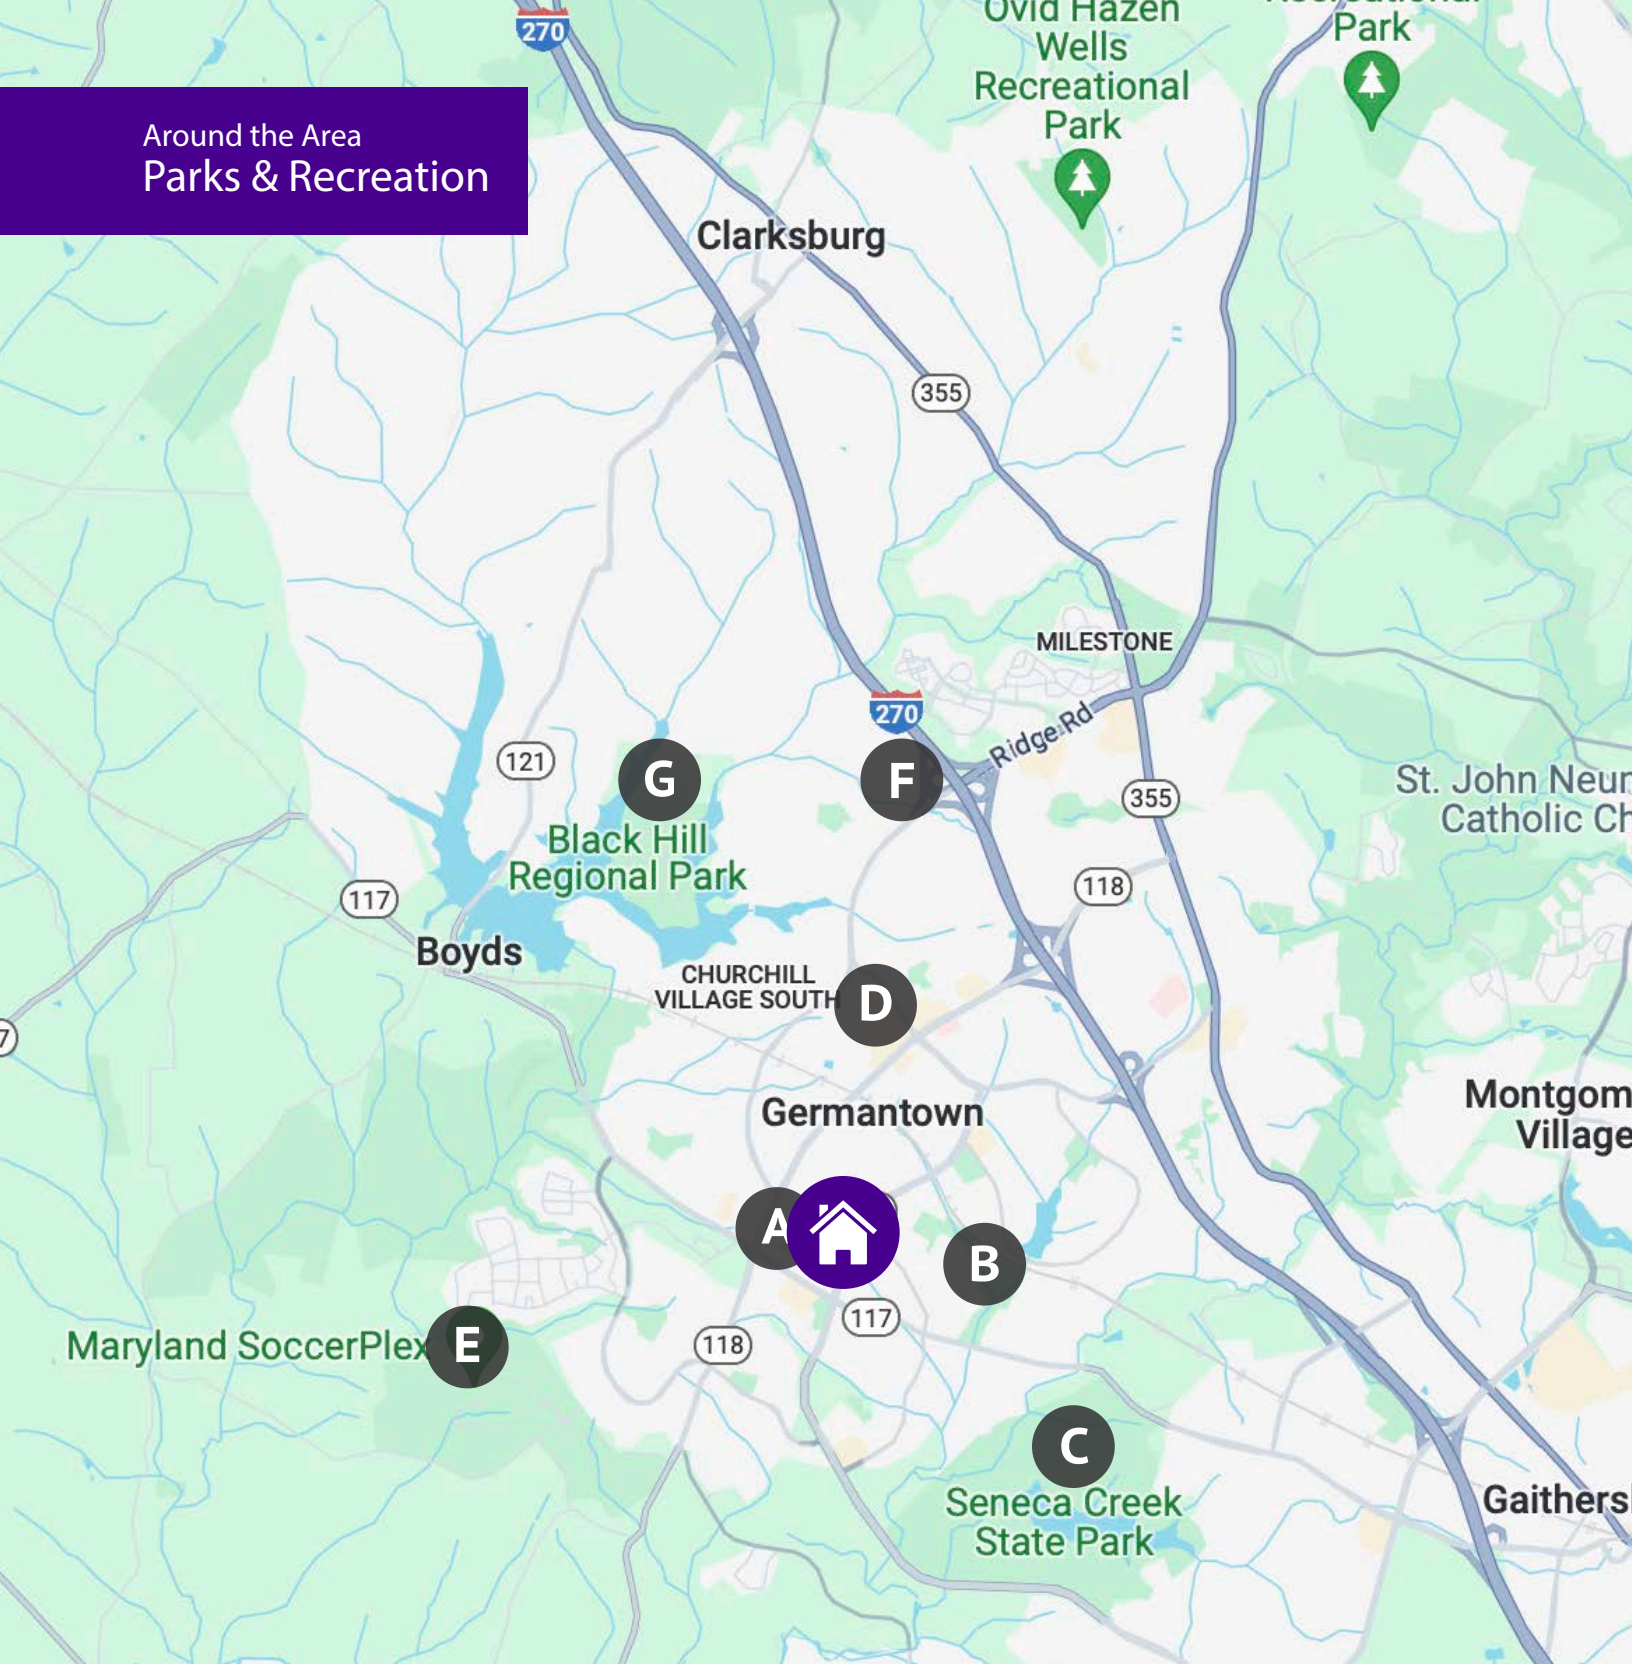 270
Ovid Hazen
Wells
Recreational
Park
Park
Around the Area
Parks & Recreation
Clarksburg
355
MILESTONE
270
Ridge Rd
121
G
F
355
St. John Neur
Catholic Ch
Black Hill
Regional Park
118
117
Boyds
CHURCHILL
VILLAGE SOUTH
D
7
Germantown
Montgom
Village
A
B
117
118
Maryland SoccerPlex
E
C
Seneca Creek
State Park
Gaithers